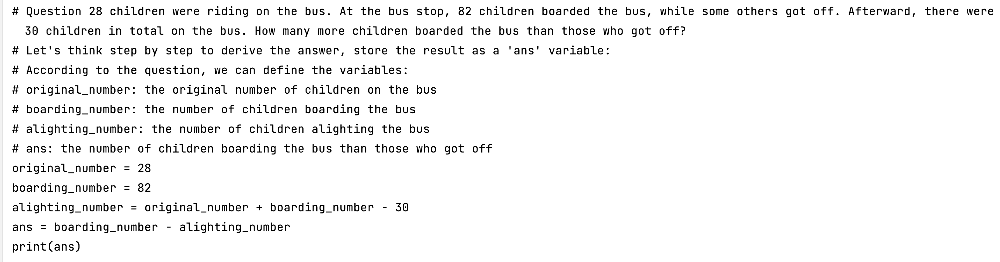 # Question 28 children were riding on the bus. At the bus stop, 82 children boarded the bus, while some others got off. Afterward, there were
30 children in total on the bus. How many more children boarded the bus than those who got off?
# Let's think step by step to derive the answer, store the result as a 'ans' variable:
# According to the question, we can define the variables:
# original_number: the original number of children on the bus
# boarding_number: the number of children boarding the bus
# alighting_number: the number of children alighting the bus
# ans: the number of children boarding the bus than those who got off
original_number = 28
boarding_number = 82
alighting_number = original_number + boarding_number - 30
ans = boarding_number - alighting_number
print(ans)